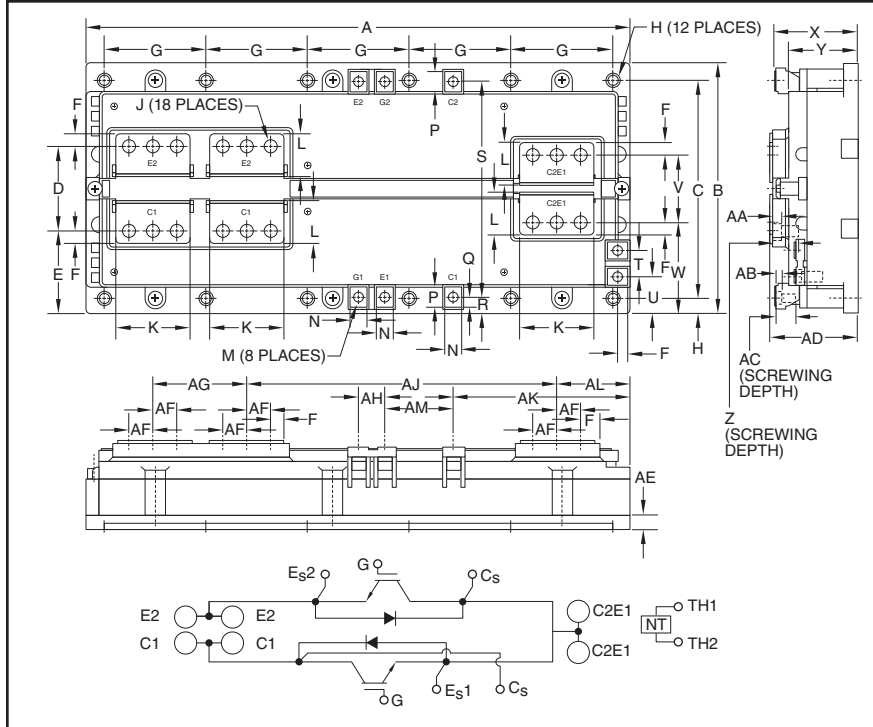 A
H (12 PLACES)
X
Y
G G G G G
E2 G2 C2
F
J (18 PLACES)
L
P
S
F
L
E2 E2
C2E1
D
V C B
C1 C1
C2E1
AA
E
F
L
L
F
W
T
Z
AB
Q
G1 E1 C1
P
R
U
K K
N
N
N
K
F
H
M (8 PLACES)
AC
(SCREWING
DEPTH)
AD
AG AJ AL
AF AF F
AH
AM
AK
AF F
AF AF
AF
Z
(SCREWING
DEPTH)
AE
G
ES2 CS
E2 E2
C1 C1
C2E1
C2E1
TH1
NT
TH2
G
ES1 CS